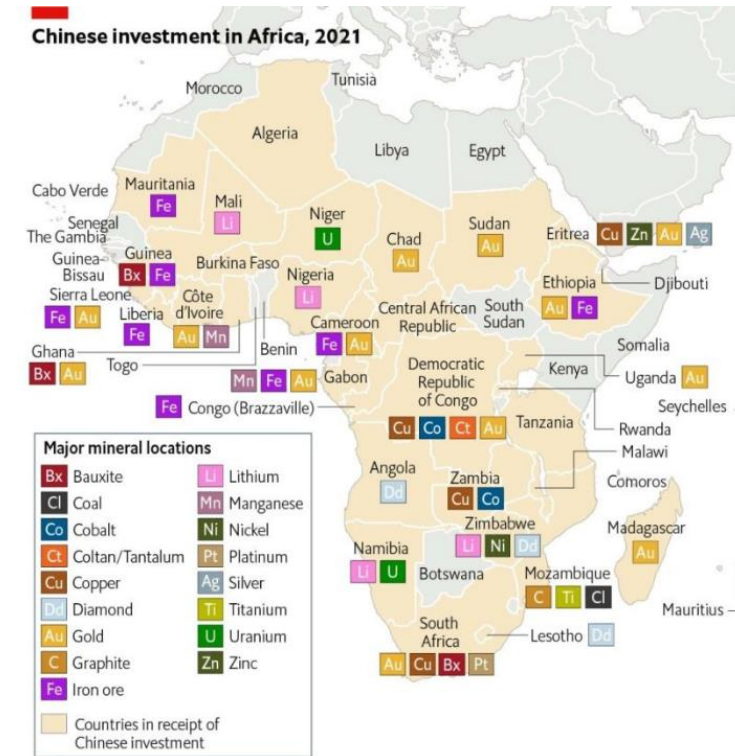 Chinese investment in Africa, 2021
Tunisia
Morocco
Algeria
Libya
Egypt
Cabo Verde
Mauritania
Fe
Mali
Li
Niger
U
Chad
Au
Sudan
Au
Eritrea Cu Zn Au Ag
Senegal
The Gambia
Guinea-
Bissau
Guinea
Bx Fe
Burkina Faso
Nigeria
Li
Ethiopia
Au Fe
Djibouti
Sierra Leone
Fe Au
Liberia
Fe
Côte
d'Ivoire
Au Mn
Central African
Republic
South
Sudan
Cameroon
Fe Au
Somalia
Ghana
Bx Au
Togo
Benin
Mn Fe Au Gabon
Democratic
Republic
of Congo
Cu Co Ct Au
Kenya
Uganda Au
Seychelles
Fe Congo (Brazzaville)
Tanzania
Rwanda
Malawi
Angola
Dd
Zambia
Cu Co
Comoros
Zimbabwe
Li Ni Dd
Madagascar
Au
Namibia
Li U
Botswana
Mozambique
C Ti Cl
Mauritius
South
Africa
Au Cu Bx Pt
Lesotho Dd
Major mineral locations
Bx Bauxite
Cl Coal
Co Cobalt
Ct Coltan/Tantalum
Cu Copper
Dd Diamond
Au Gold
C Graphite
Fe Iron ore
Li Lithium
Mn Manganese
Ni Nickel
Pt Platinum
Ag Silver
Ti Titanium
U Uranium
Zn Zinc
Countries in receipt of
Chinese investment